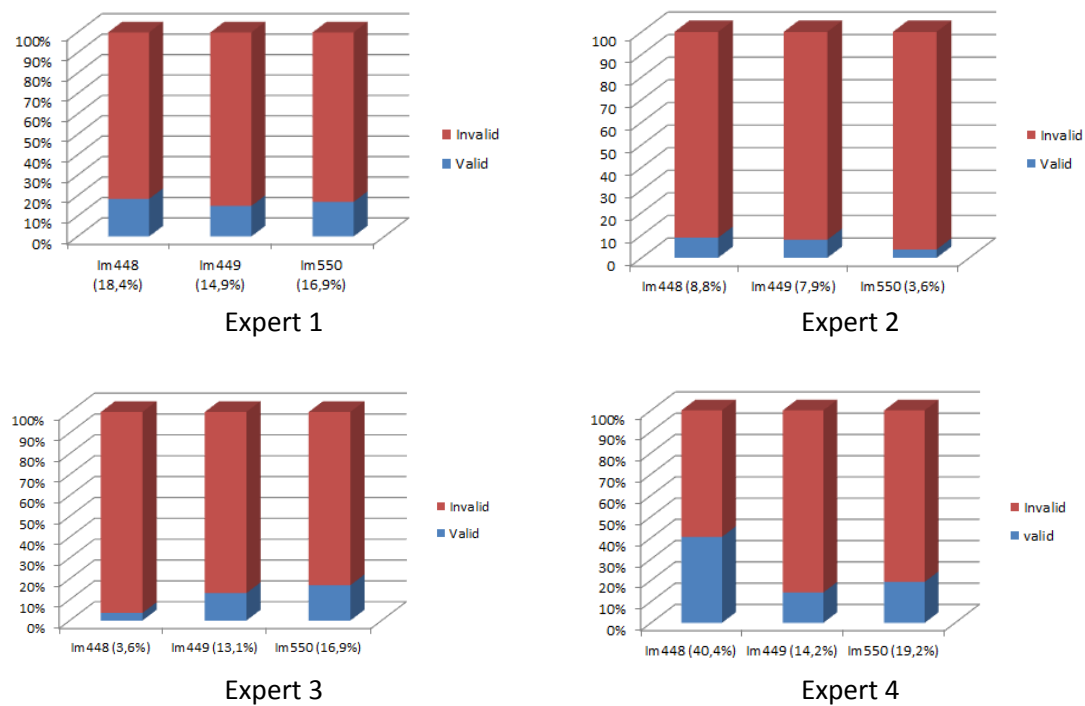 100%
90%
80%
70%
60%
50%
40%
30%
20%
10%
0%
Invalid
Valid
Im448
(18,4%)
Im449
(14,9%)
Im550
(16,9%)
Expert 1
100
90
80
70
60
50
40
30
20
10
0
Invalid
Valid
Im448 (8,8%) Im449 (7,9%) Im550 (3,6%)
Expert 2
100%
90%
80%
70%
60%
50%
40%
30%
20%
10%
0%
Invalid
Valid
Im448 (3,6%) Im449 (13,1%) Im550 (16,9%)
Expert 3
100%
90%
80%
70%
60%
50%
40%
30%
20%
10%
0%
Invalid
valid
Im448 (40,4%) Im449 (14,2%) Im550 (19,2%)
Expert 4